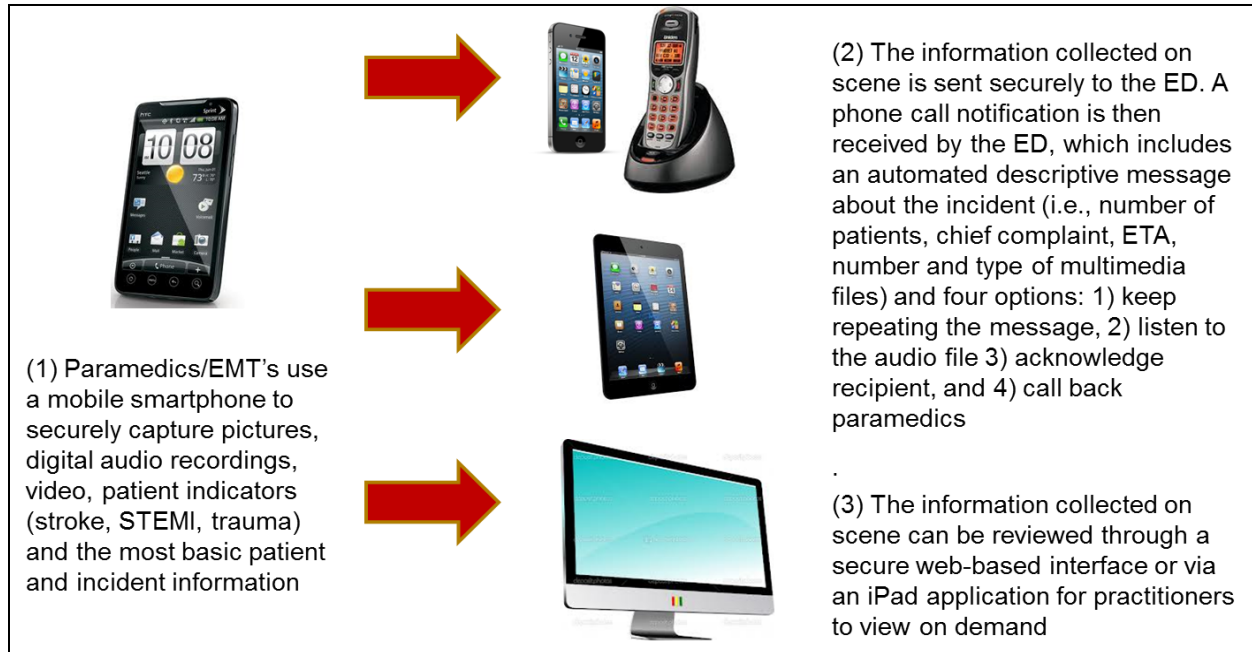 (1) Paramedics/EMT's use
a mobile smartphone to
securely capture pictures,
digital audio recordings,
video, patient indicators
(stroke, STEMI, trauma)
and the most basic patient
and incident information
(2) The information collected on
scene is sent securely to the ED. A
phone call notification is then
received by the ED, which includes
an automated descriptive message
about the incident (i.e., number of
patients, chief complaint, ETA,
number and type of multimedia
files) and four options: 1) keep
repeating the message, 2) listen to
the audio file 3) acknowledge
recipient, and 4) call back
paramedics
.
(3) The information collected on
scene can be reviewed through a
secure web-based interface or via
an iPad application for practitioners
to view on demand
hTC
Sprint
10 08
73°
Phone